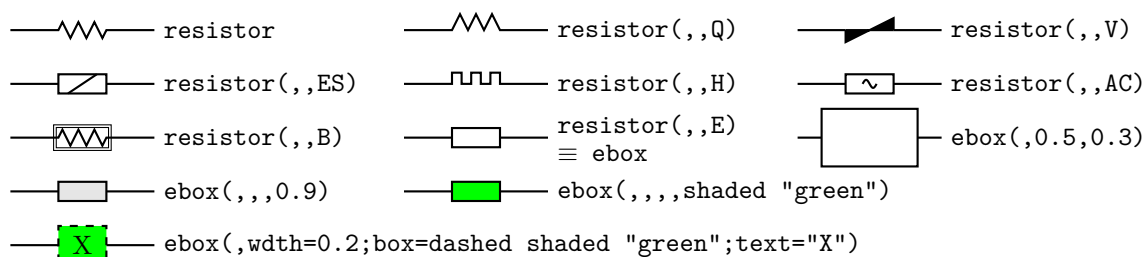 resistor
resistor(,,Q)
resistor(,,V)
resistor(,,ES)
resistor(,,H)
resistor(,,AC)
resistor(,,B)
resistor(,,E)
≡ ebox
ebox(,0.5,0.3)
ebox(,,,0.9)
ebox(,,,,shaded "green")
X
ebox(,wdth=0.2;box=dashed shaded "green";text="X")